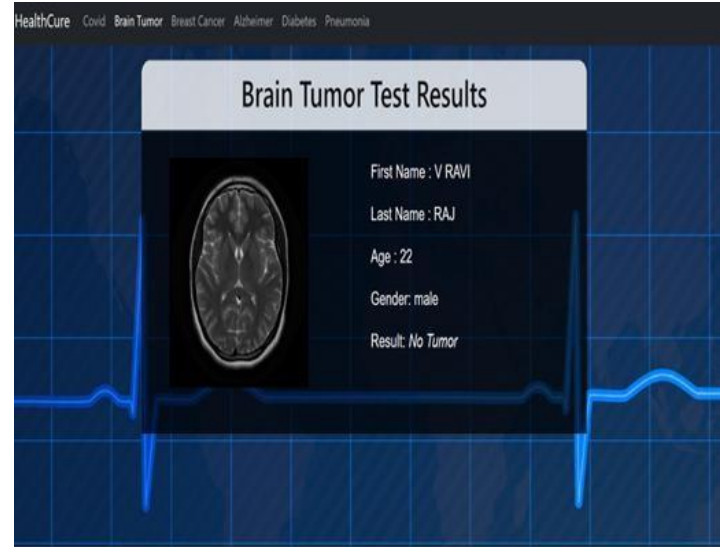 HealthCure Covid Brain Tumor Breast Cancer Alzheimer Diabetes Pneumonia
Brain Tumor Test Results
First Name : V RAVI
Last Name : RAJ
Age : 22
Gender: male
Result: No Tumor